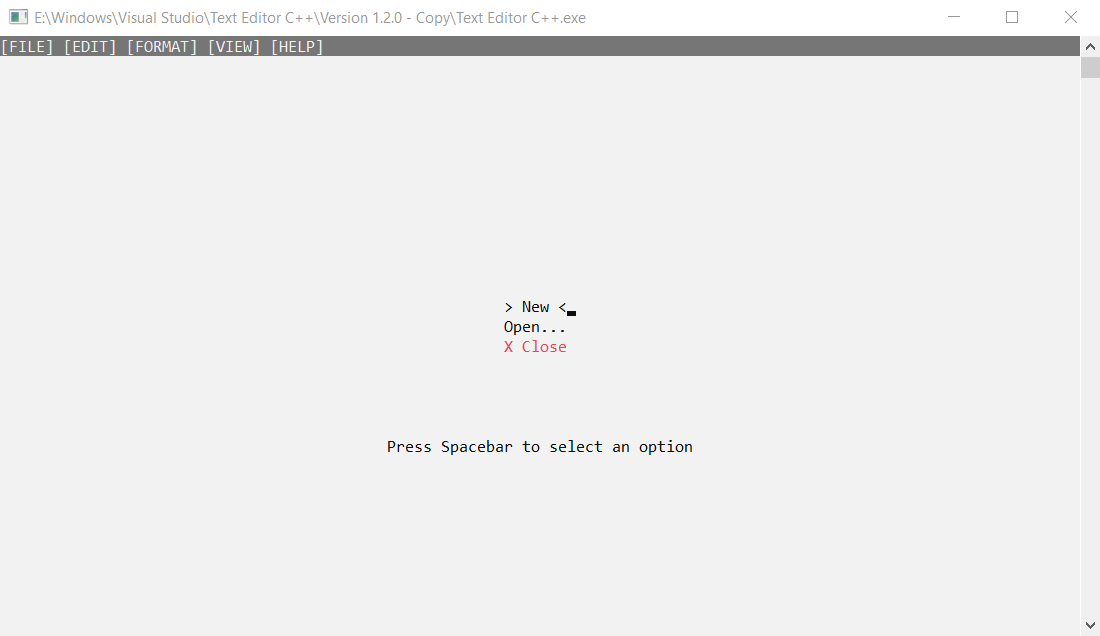 E:\Windows\Visual Studio\Text Editor C++\Version 1.2.0 - Copy\Text Editor C++.exe
[FILE] [EDIT] [FORMAT] [VIEW] [HELP]
> New <
Open...
X Close
Press Spacebar to select an option